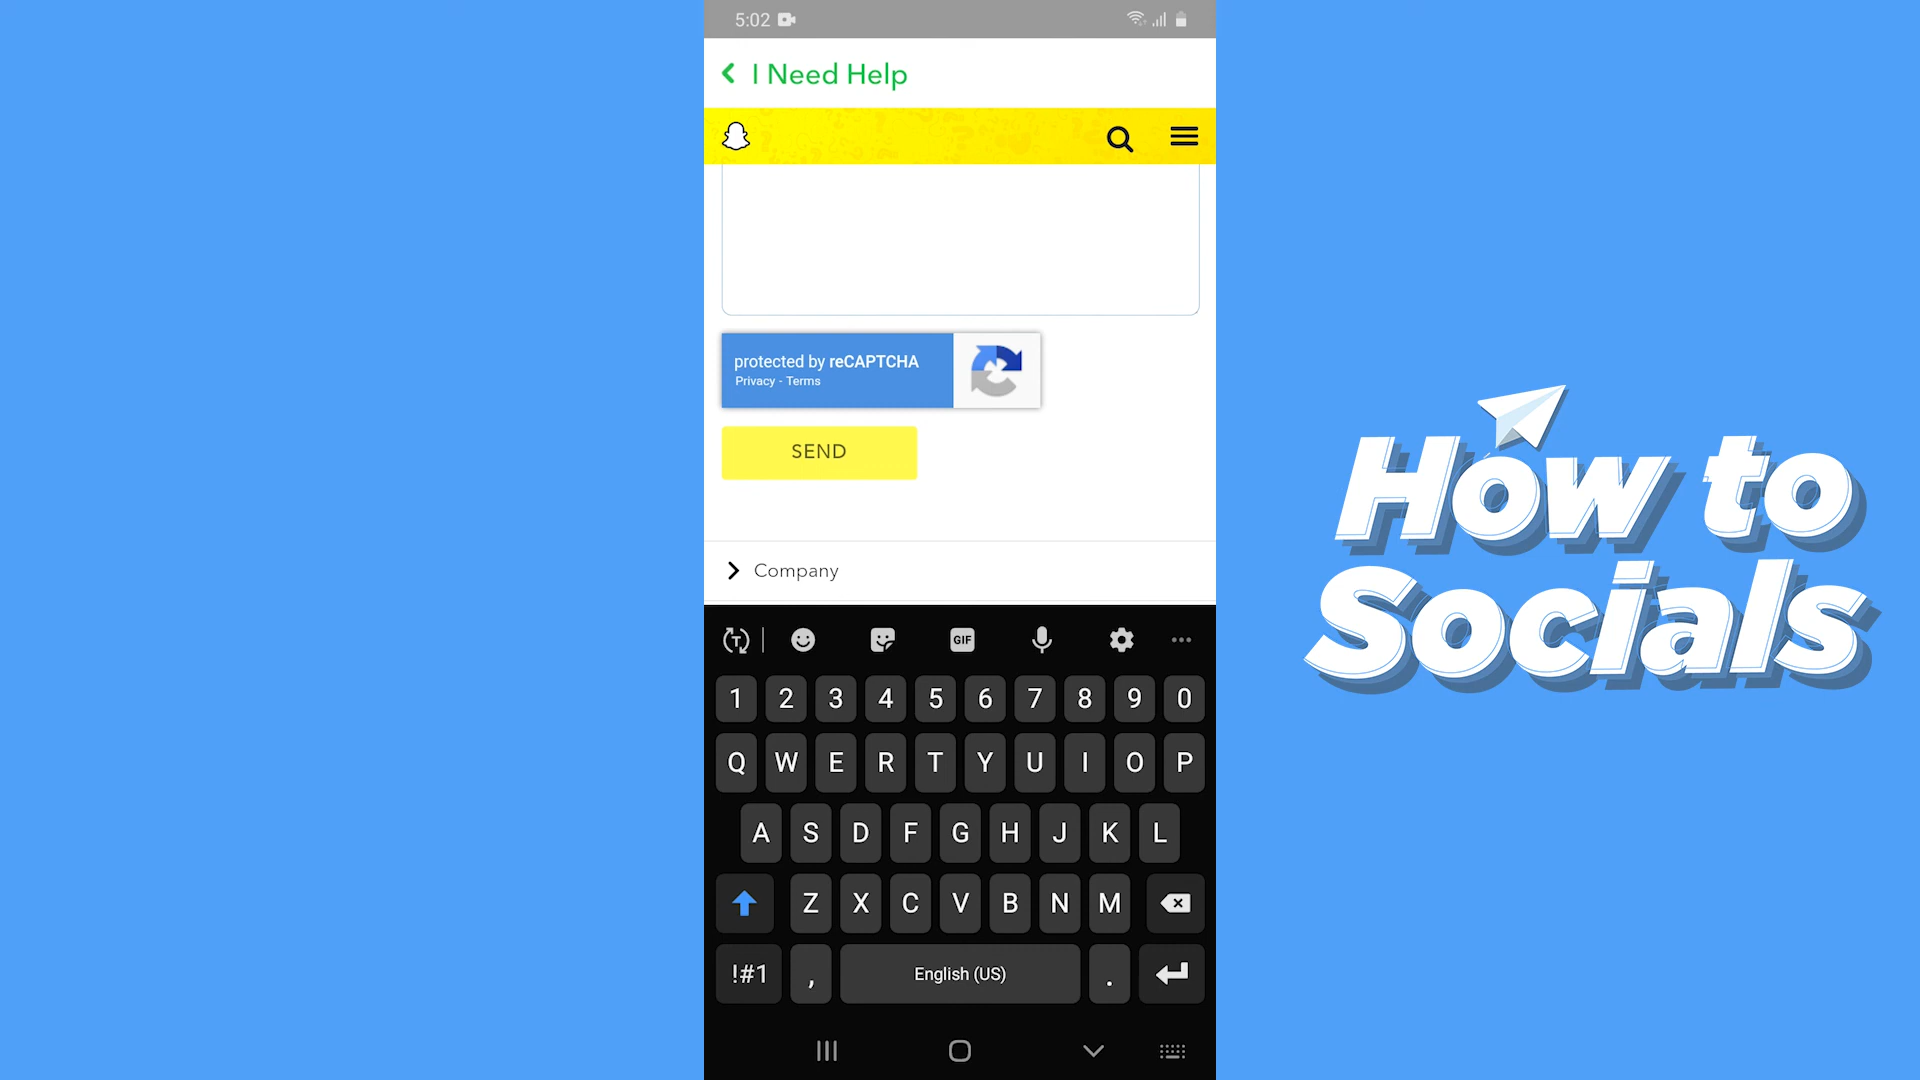 5:02
I Need Help
protected by reCAPTCHA
Privacy - Terms
SEND
Company
GIF
1 2 3 4 5 6 7 8 9 0
Q W E R T Y U I O P
A S D F G H J K L
Z X C V B N M
!#1 , English (US) .
How to
Socials